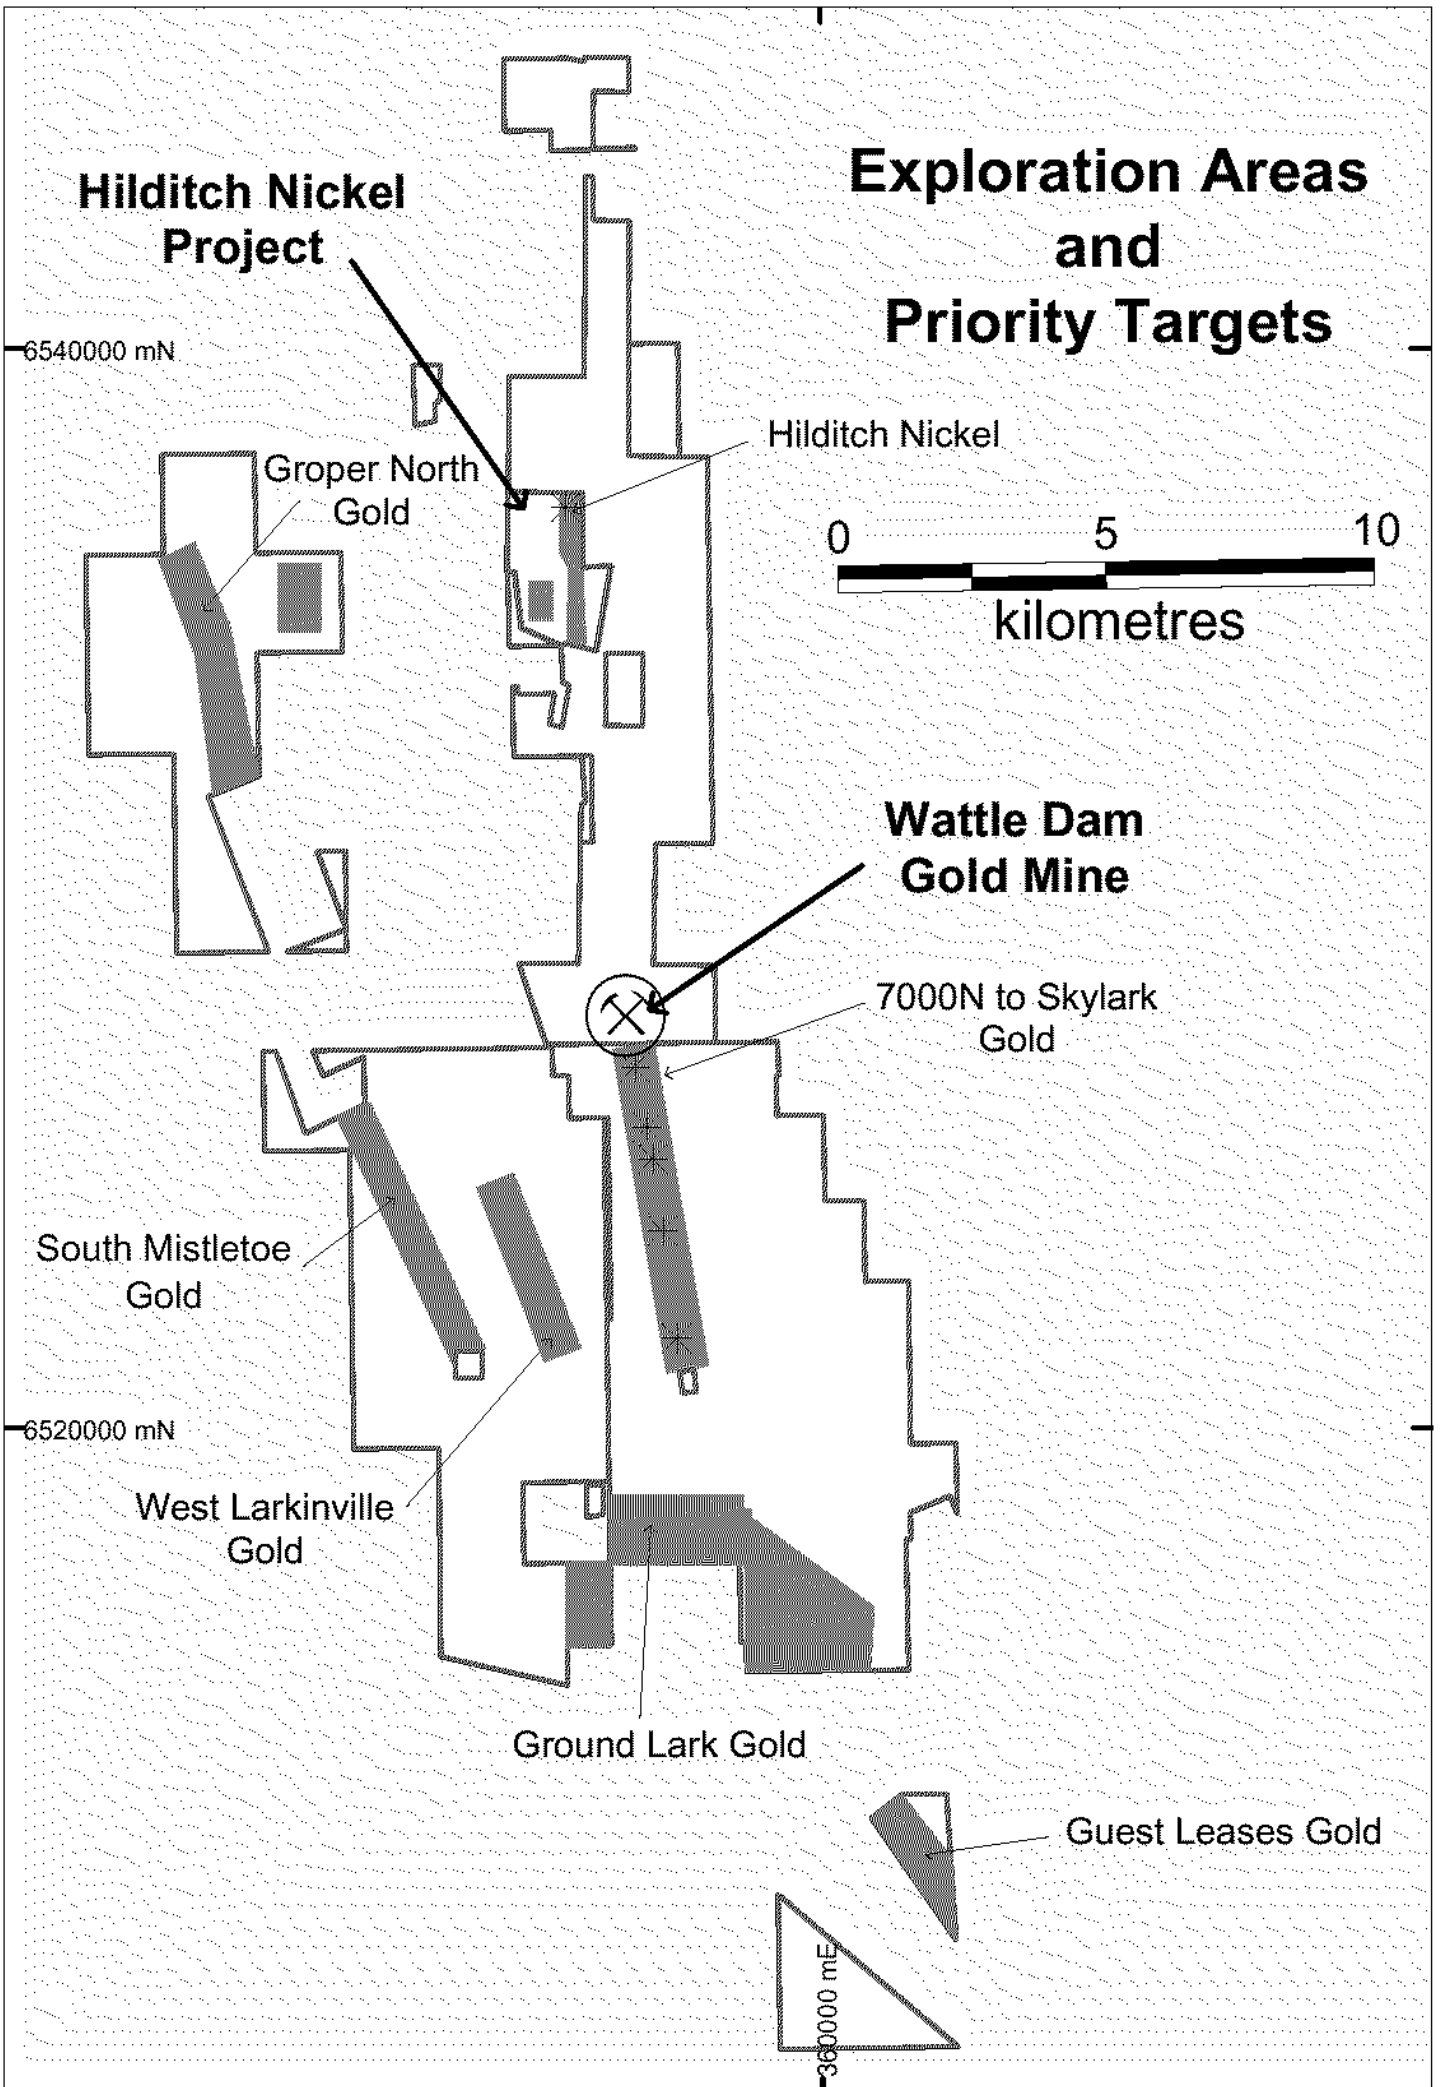 Exploration Areas
and
Priority Targets
Hilditch Nickel
Project
6540000 mN
Hilditch Nickel
Groper North
Gold
0
5
10
kilometres
Wattle Dam
Gold Mine
7000N to Skylark
Gold
South Mistletoe
Gold
6520000 mN
West Larkinville
Gold
Ground Lark Gold
Guest Leases Gold
360000 mE